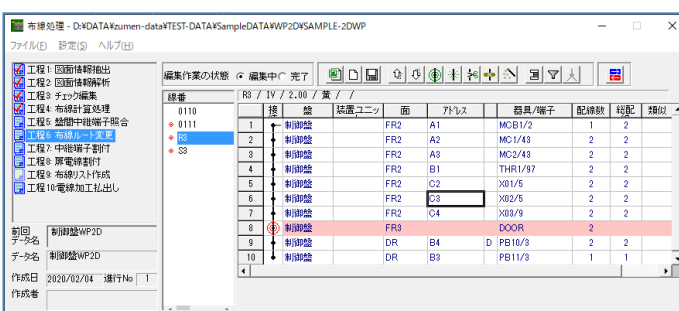 布線処理 - D:¥DATA¥zumen-data¥TEST-DATA¥SampleDATA¥WP2D¥SAMPLE-2DWP
ファイル(F) 設定(S) ヘルプ(H)
工程1: 図面情報抽出
工程2: 図面情報解析
工程3: チェック編集
工程4: 布線計算処理
工程5: 盤間中継端子照合
工程6: 布線ルート変更
工程7: 中継端子割付
工程8: 扉電線割付
工程9: 布線リスト作成
工程10:電線加工払出し
前回データ名 制御盤WP2D
データ名 制御盤WP2D
作成日 2020/02/04 進行No 1
作成者
編集作業の状態 編集中 完了
線番
0110
0111
R3
S3
R3 / IV / 2.00 / 黄 / /
接 盤 装置ユニッ 面 アドレス 器具/端子 配線数 総配 類似
1 制御盤 FR2 A1 MCB1/2 1 2
2 制御盤 FR2 A2 MC1/43 2 2
3 制御盤 FR2 A3 MC2/43 2 2
4 制御盤 FR2 B1 THR1/97 2 2
5 制御盤 FR2 C2 X01/5 2 2
6 制御盤 FR2 C3 X02/5 2 2
7 制御盤 FR2 C4 X03/9 2 2
8 制御盤 FR3 DOOR 2
9 制御盤 DR B4 D PB10/3 2 2
10 制御盤 DR B3 PB11/3 1 1